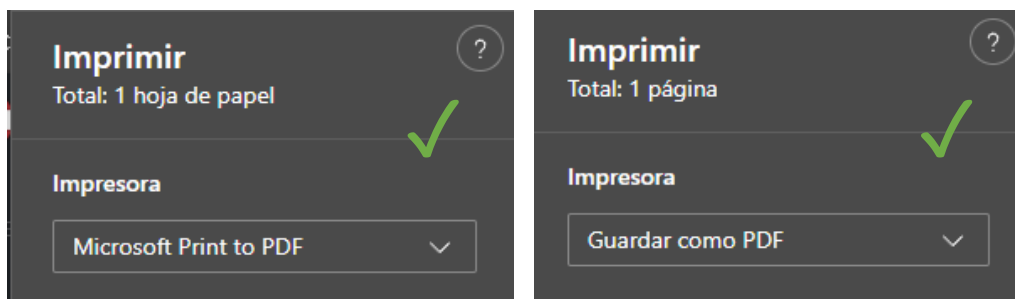 Imprimir
?
Total: 1 hoja de papel
Impresora
Microsoft Print to PDF
Imprimir
?
Total: 1 página
Impresora
Guardar como PDF